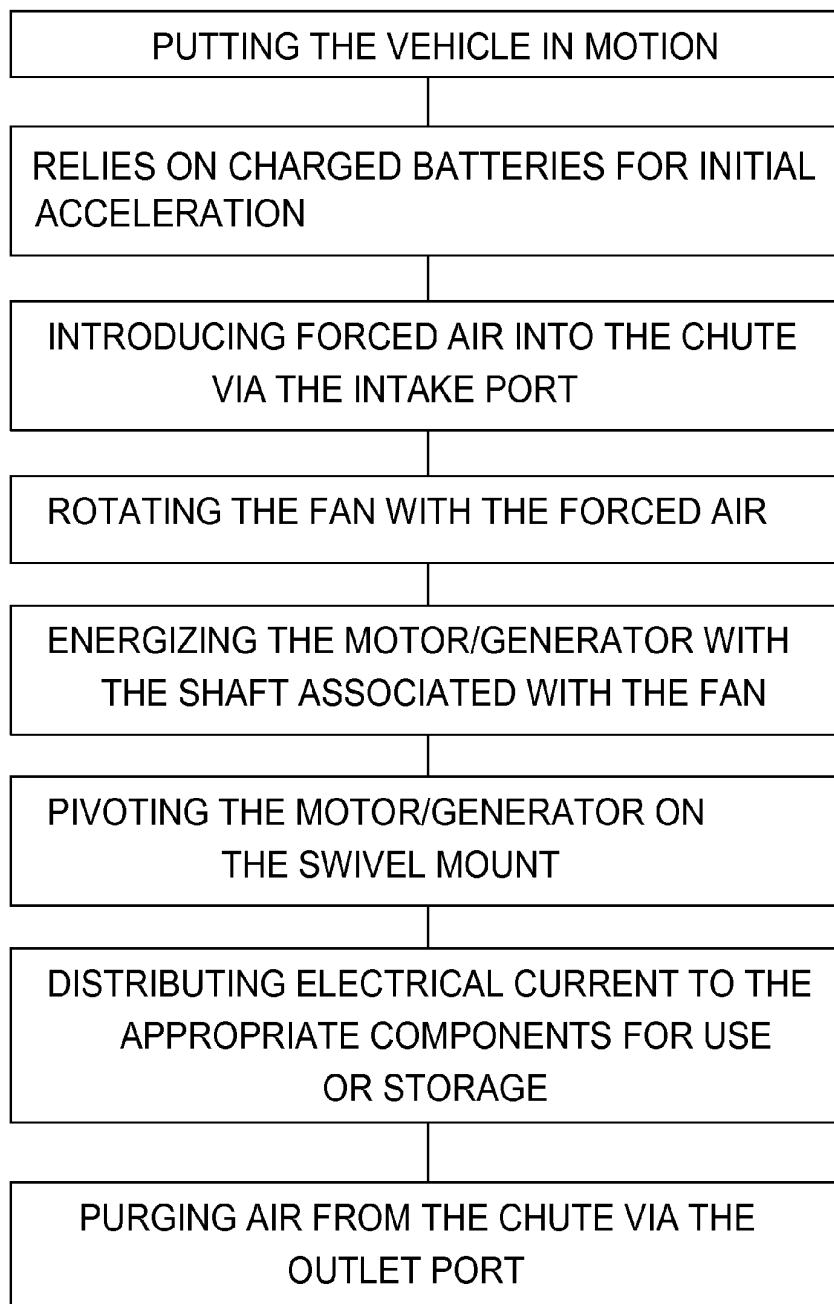 PUTTING THE VEHICLE IN MOTION
RELIES ON CHARGED BATTERIES FOR INITIAL
ACCELERATION
INTRODUCING FORCED AIR INTO THE CHUTE
VIA THE INTAKE PORT
ROTATING THE FAN WITH THE FORCED AIR
ENERGIZING THE MOTOR/GENERATOR WITH
THE SHAFT ASSOCIATED WITH THE FAN
PIVOTING THE MOTOR/GENERATOR ON
THE SWIVEL MOUNT
DISTRIBUTING ELECTRICAL CURRENT TO THE
APPROPRIATE COMPONENTS FOR USE
OR STORAGE
PURGING AIR FROM THE CHUTE VIA THE
OUTLET PORT